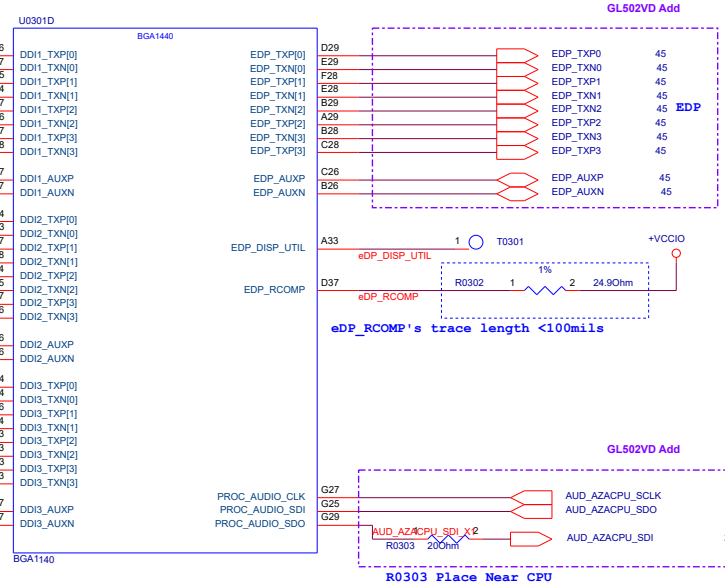 GL502VD Add
U0301D
BGA1440
DDI1_TXP[0] EDP_TXP[0] D29 EDP_TXP0 45
DDI1_TXN[0] EDP_TXN[0] E29 EDP_TXN0 45
DDI1_TXP[1] EDP_TXP[1] F28 EDP_TXP1 45
DDI1_TXN[1] EDP_TXN[1] E28 EDP_TXN1 45
DDI1_TXP[2] EDP_TXN[2] B29 EDP_TXN2 45 EDP
DDI1_TXN[2] EDP_TXP[2] A29 EDP_TXP2 45
DDI1_TXP[3] EDP_TXN[3] B28 EDP_TXN3 45
DDI1_TXN[3] EDP_TXP[3] C28 EDP_TXP3 45
DDI1_AUXP EDP_AUXP C26 EDP_AUXP 45
DDI1_AUXN EDP_AUXN B26 EDP_AUXN 45
DDI2_TXP[0]
DDI2_TXN[0]
DDI2_TXP[1] EDP_DISP_UTIL A33 1 T0301 +VCCIO
DDI2_TXN[1] eDP_DISP_UTIL
DDI2_TXP[2] 1%
DDI2_TXN[2] EDP_RCOMP D37 R0302 1 2 24.9Ohm
DDI2_TXP[3] eDP_RCOMP
DDI2_TXN[3]
eDP_RCOMP's trace length <100mils
DDI2_AUXP
DDI2_AUXN
DDI3_TXP[0]
DDI3_TXN[0]
DDI3_TXP[1]
DDI3_TXN[1]
DDI3_TXP[2]
GL502VD Add
DDI3_TXN[2]
DDI3_TXP[3]
DDI3_TXN[3]
PROC_AUDIO_CLK G27 AUD_AZACPU_SCLK
DDI3_AUXP PROC_AUDIO_SDI G25 AUD_AZACPU_SDO
DDI3_AUXN PROC_AUDIO_SDO G29
AUD_AZACPU_SDI_X 2 AUD_AZACPU_SDI
R0303 20Ohm
BGA1140
R0303 Place Near CPU